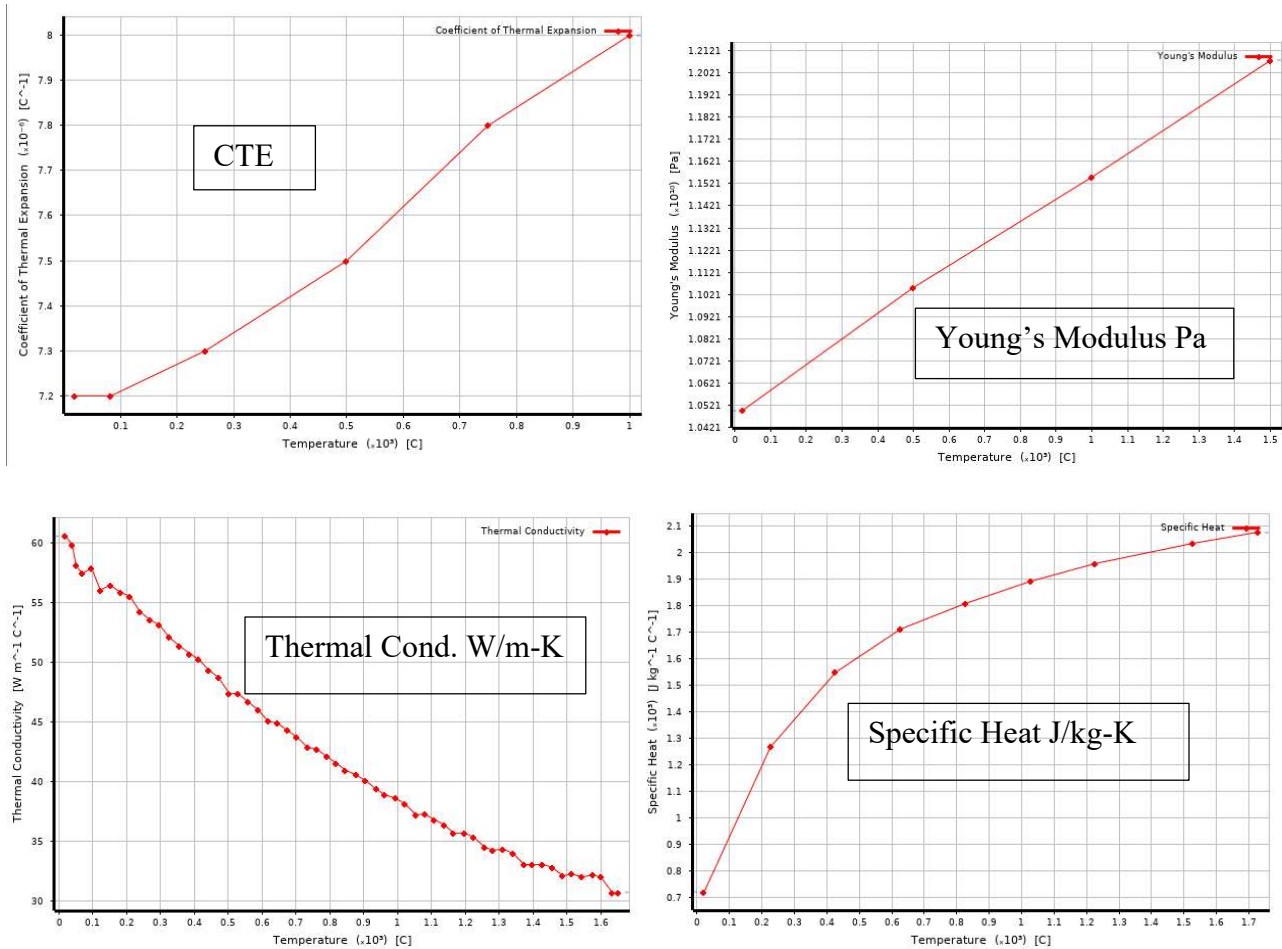 Coefficient of Thermal Expansion
8
7.9
7.8
7.7
7.6
7.5
7.4
7.3
7.2
Coefficient of Thermal Expansion (ₓ10⁻⁶) [C^-1]
CTE
0.1 0.2 0.3 0.4 0.5 0.6 0.7 0.8 0.9 1
Temperature (ₓ10³) [C]
Young's Modulus
1.2121
1.2021
1.1921
1.1821
1.1721
1.1621
1.1521
1.1421
1.1321
1.1221
1.1121
1.1021
1.0921
1.0821
1.0721
1.0621
1.0521
1.0421
Young's Modulus (ₓ10¹⁰) [Pa]
Young's Modulus Pa
0 0.1 0.2 0.3 0.4 0.5 0.6 0.7 0.8 0.9 1 1.1 1.2 1.3 1.4 1.5
Temperature (ₓ10³) [C]
Thermal Conductivity
60
55
50
45
40
35
30
Thermal Conductivity [W m^-1 C^-1]
Thermal Cond. W/m-K
0 0.1 0.2 0.3 0.4 0.5 0.6 0.7 0.8 0.9 1 1.1 1.2 1.3 1.4 1.5 1.6
Temperature (ₓ10³) [C]
Specific Heat
2.1
2
1.9
1.8
1.7
1.6
1.5
1.4
1.3
1.2
1.1
1
0.9
0.8
0.7
Specific Heat (ₓ10³) [J kg^-1 C^-1]
Specific Heat J/kg-K
0 0.1 0.2 0.3 0.4 0.5 0.6 0.7 0.8 0.9 1 1.1 1.2 1.3 1.4 1.5 1.6 1.7
Temperature (ₓ10³) [C]